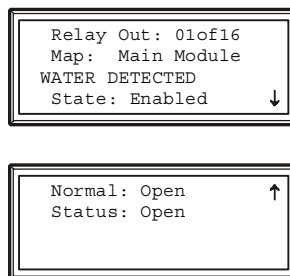 Relay Out: 01of16
Map: Main Module
WATER DETECTED
State: Enabled ↓
Normal: Open ↑
Status: Open